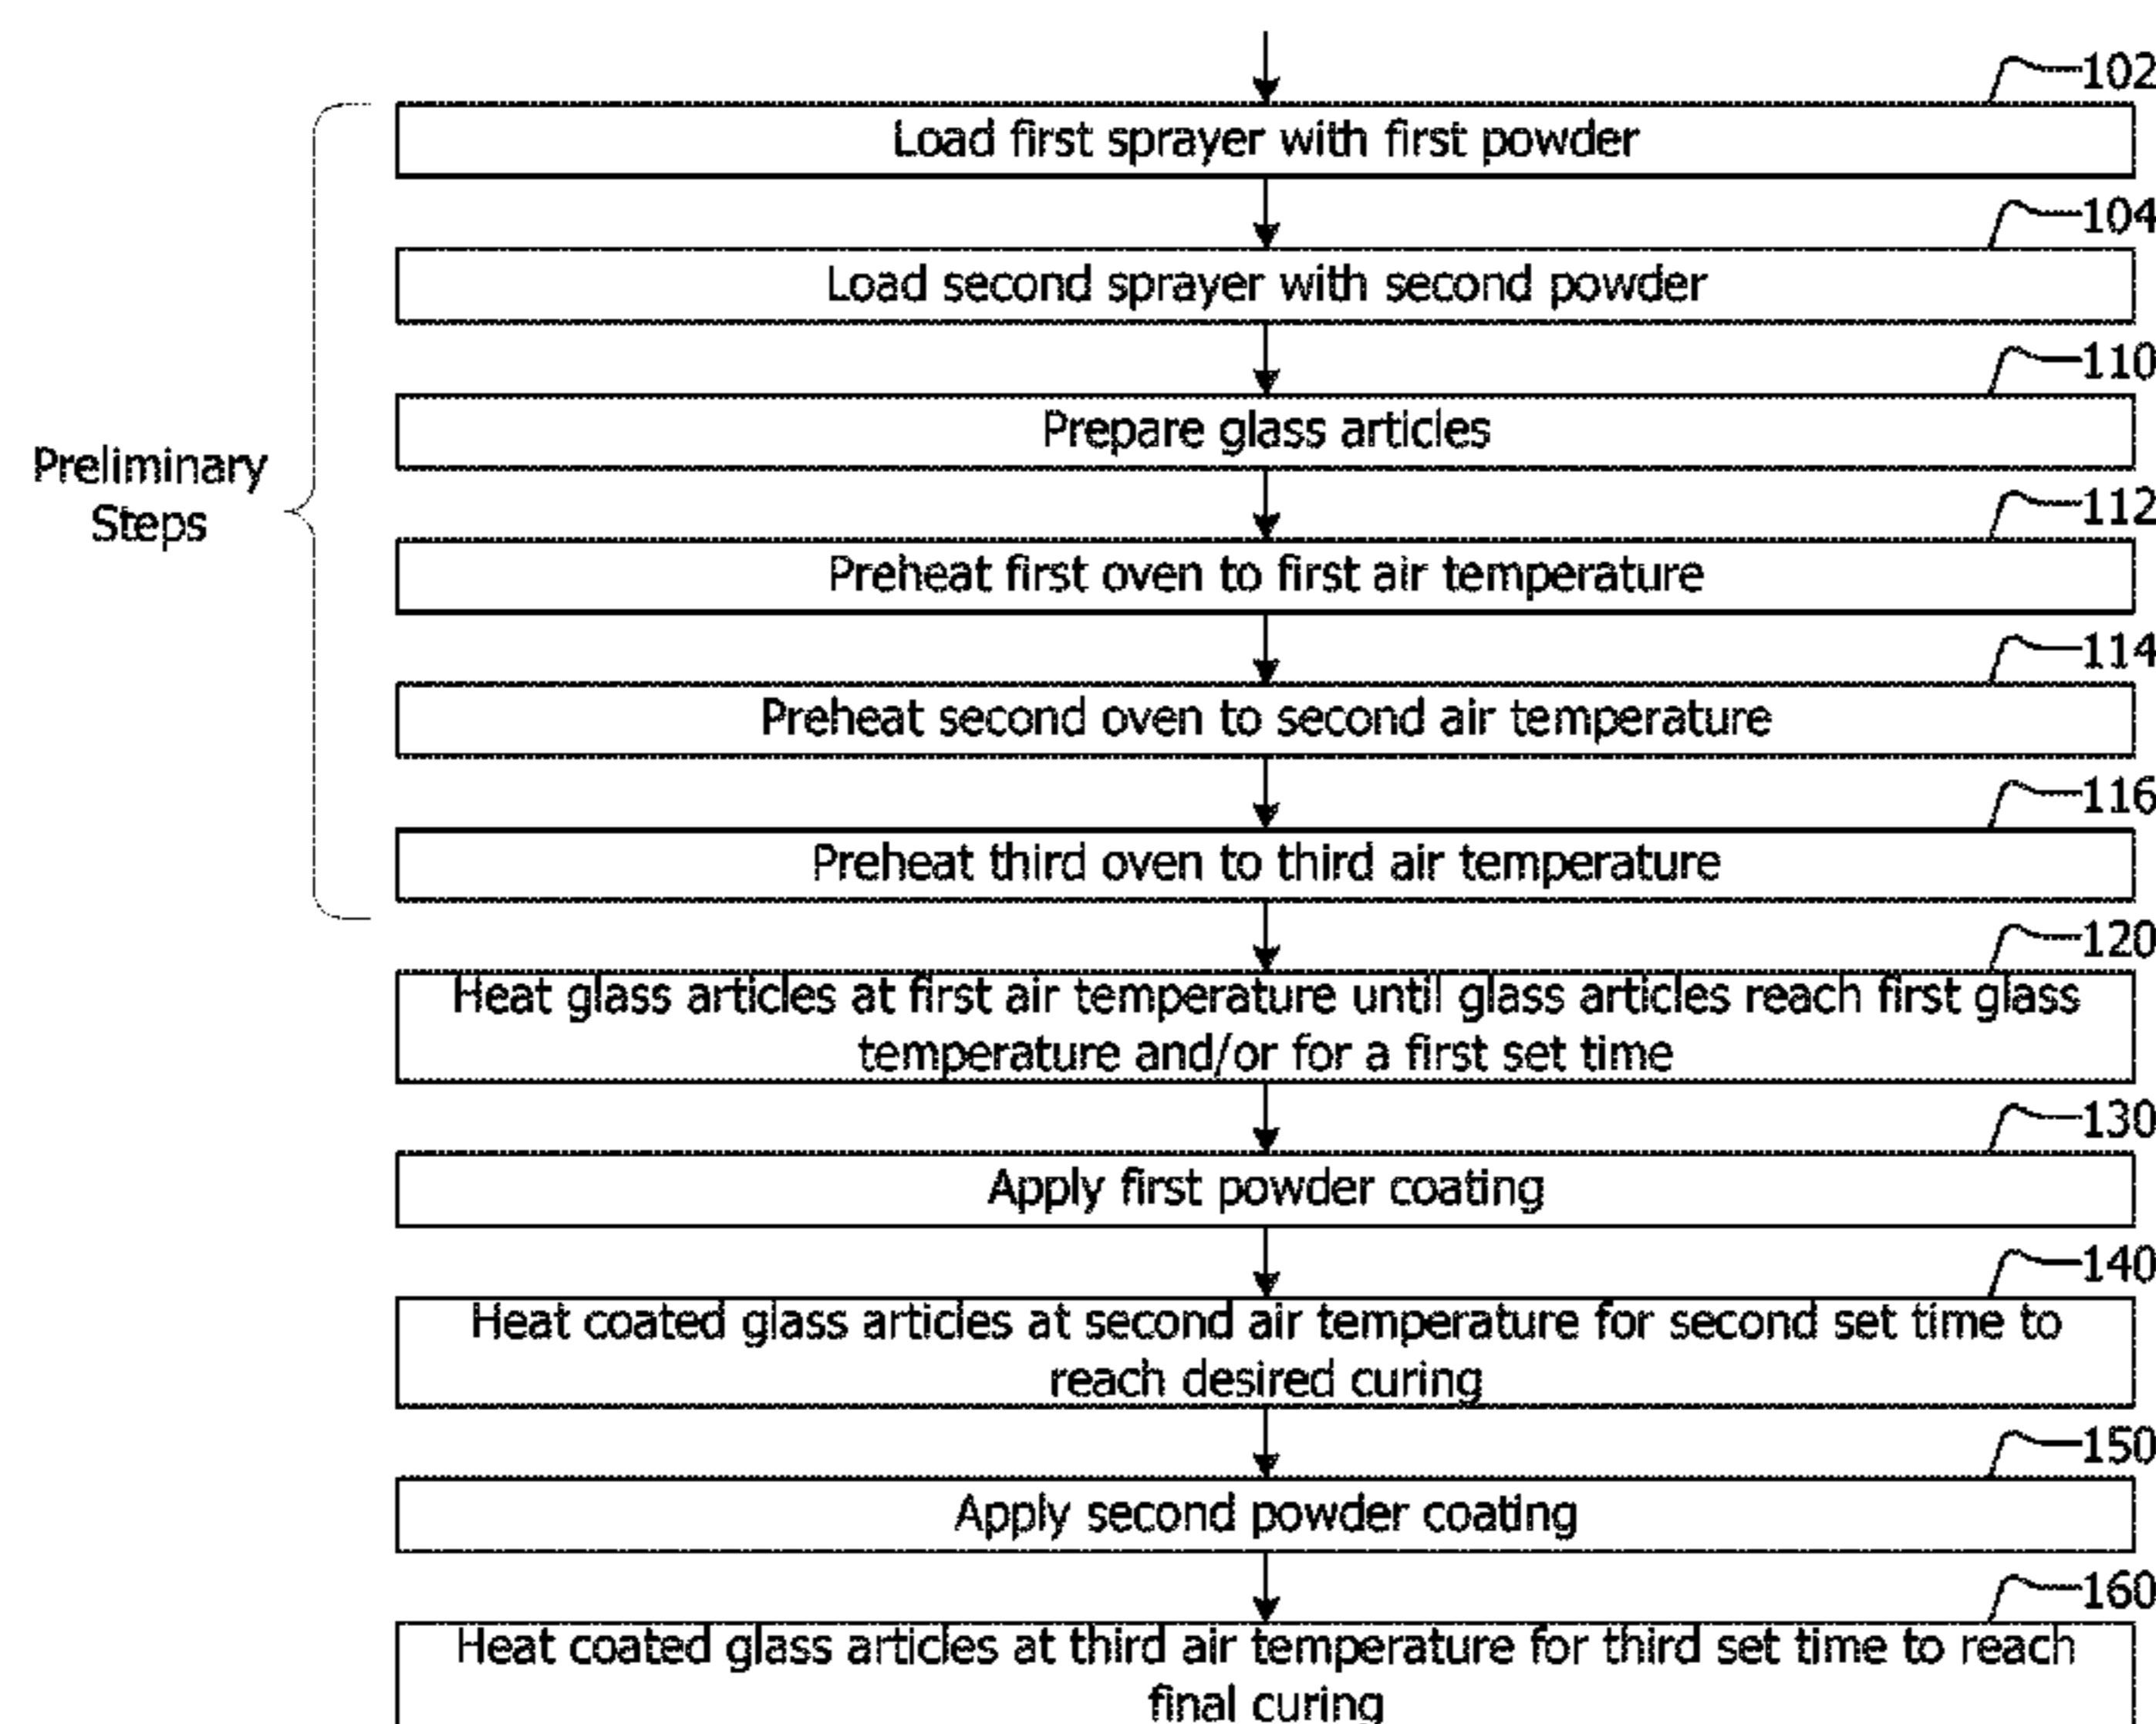 102
Load first sprayer with first powder
104
Load second sprayer with second powder
110
Prepare glass articles
Preliminary
Steps
112
Preheat first oven to first air temperature
114
Preheat second oven to second air temperature
116
Preheat third oven to third air temperature
120
Heat glass articles at first air temperature until glass articles reach first glass
temperature and/or for a first set time
130
Apply first powder coating
140
Heat coated glass articles at second air temperature for second set time to
reach desired curing
150
Apply second powder coating
160
Heat coated glass articles at third air temperature for third set time to reach
final curing